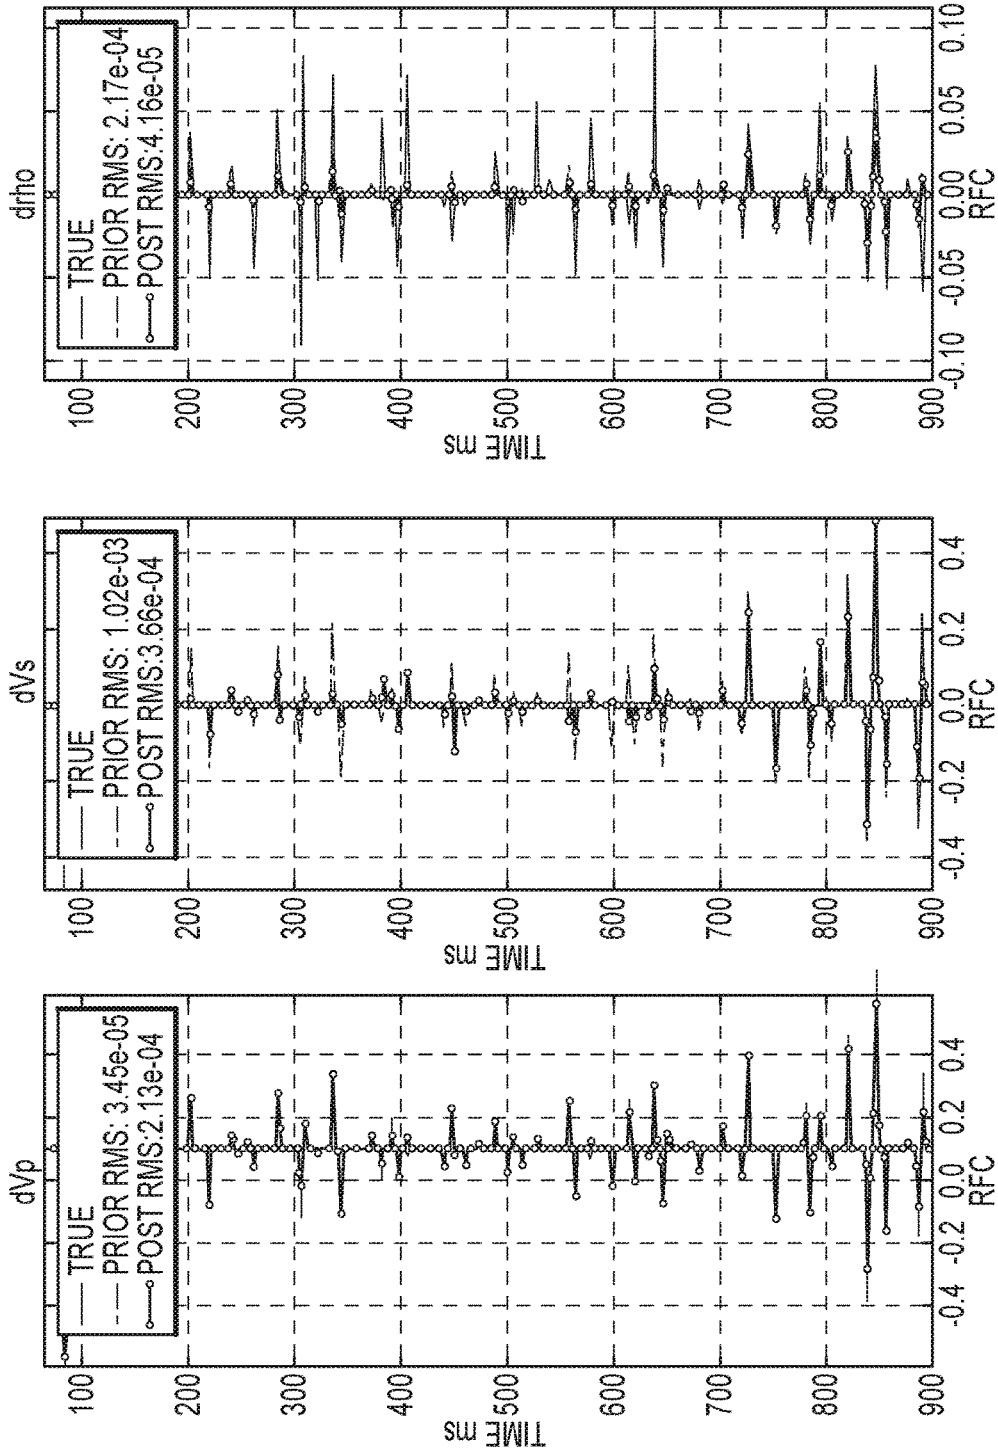 dVp
TRUE
PRIOR RMS: 3.45e-05
POST RMS:2.13e-04
100
200
300
400
500
600
700
800
900
TIME ms
-0.4
-0.2
0.0
0.2
0.4
RFC
dVs
TRUE
PRIOR RMS: 1.02e-03
POST RMS:3.66e-04
100
200
300
400
500
600
700
800
900
TIME ms
-0.4
-0.2
0.0
0.2
0.4
RFC
drho
TRUE
PRIOR RMS: 2.17e-04
POST RMS:4.16e-05
100
200
300
400
500
600
700
800
900
TIME ms
-0.10
-0.05
0.00
0.05
0.10
RFC